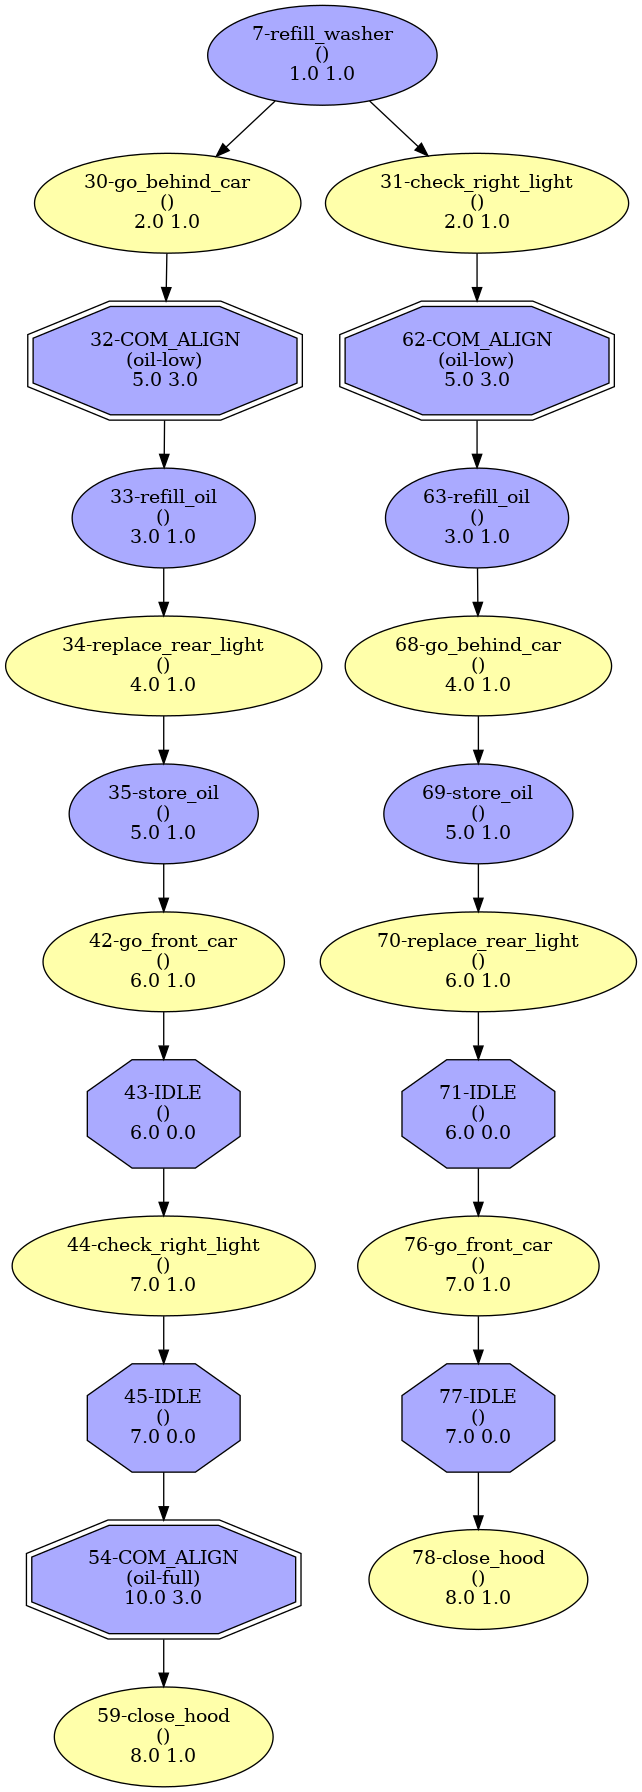 7-refill_washer
()
1.0 1.0
30-go_behind_car
()
2.0 1.0
31-check_right_light
()
2.0 1.0
32-COM_ALIGN
(oil-low)
5.0 3.0
62-COM_ALIGN
(oil-low)
5.0 3.0
33-refill_oil
()
3.0 1.0
63-refill_oil
()
3.0 1.0
34-replace_rear_light
()
4.0 1.0
68-go_behind_car
()
4.0 1.0
35-store_oil
()
5.0 1.0
69-store_oil
()
5.0 1.0
42-go_front_car
()
6.0 1.0
70-replace_rear_light
()
6.0 1.0
43-IDLE
()
6.0 0.0
71-IDLE
()
6.0 0.0
44-check_right_light
()
7.0 1.0
76-go_front_car
()
7.0 1.0
45-IDLE
()
7.0 0.0
77-IDLE
()
7.0 0.0
54-COM_ALIGN
(oil-full)
10.0 3.0
78-close_hood
()
8.0 1.0
59-close_hood
()
8.0 1.0